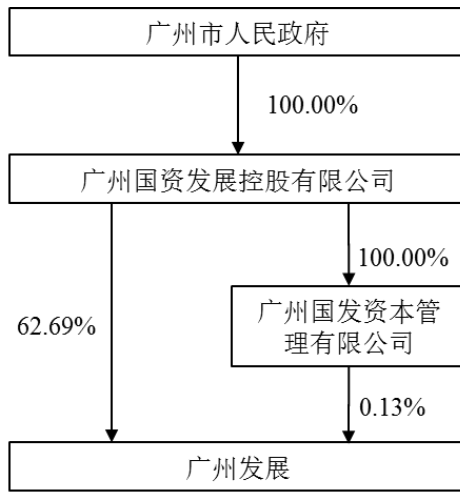 广州市人民政府
100.00%
广州国资发展控股有限公司
100.00%
62.69%
广州国发资本管
理有限公司
0.13%
广州发展